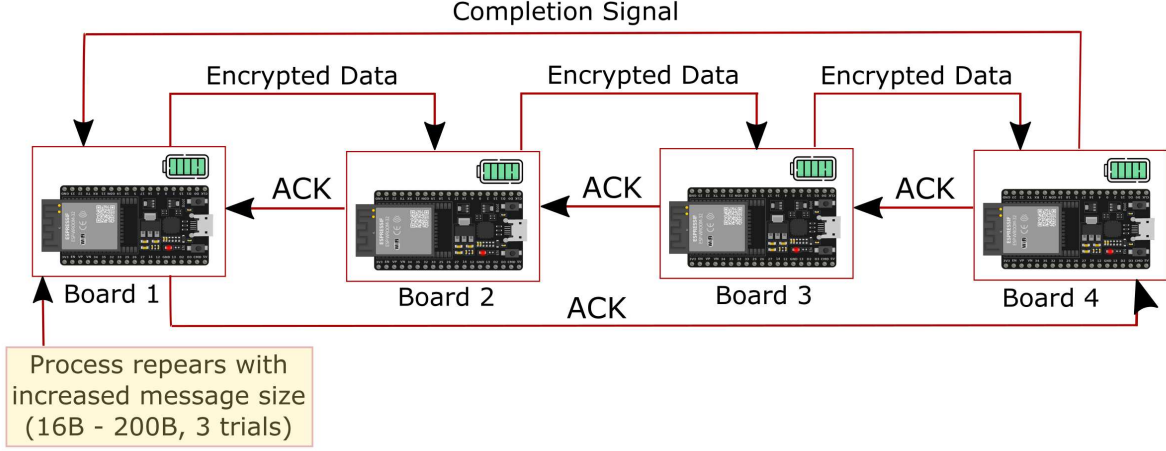 Completion Signal
Encrypted Data
Encrypted Data
Encrypted Data
ACK
ACK
ACK
Board 1
Board 2
Board 3
Board 4
ACK
Process repears with
increased message size
(16B - 200B, 3 trials)